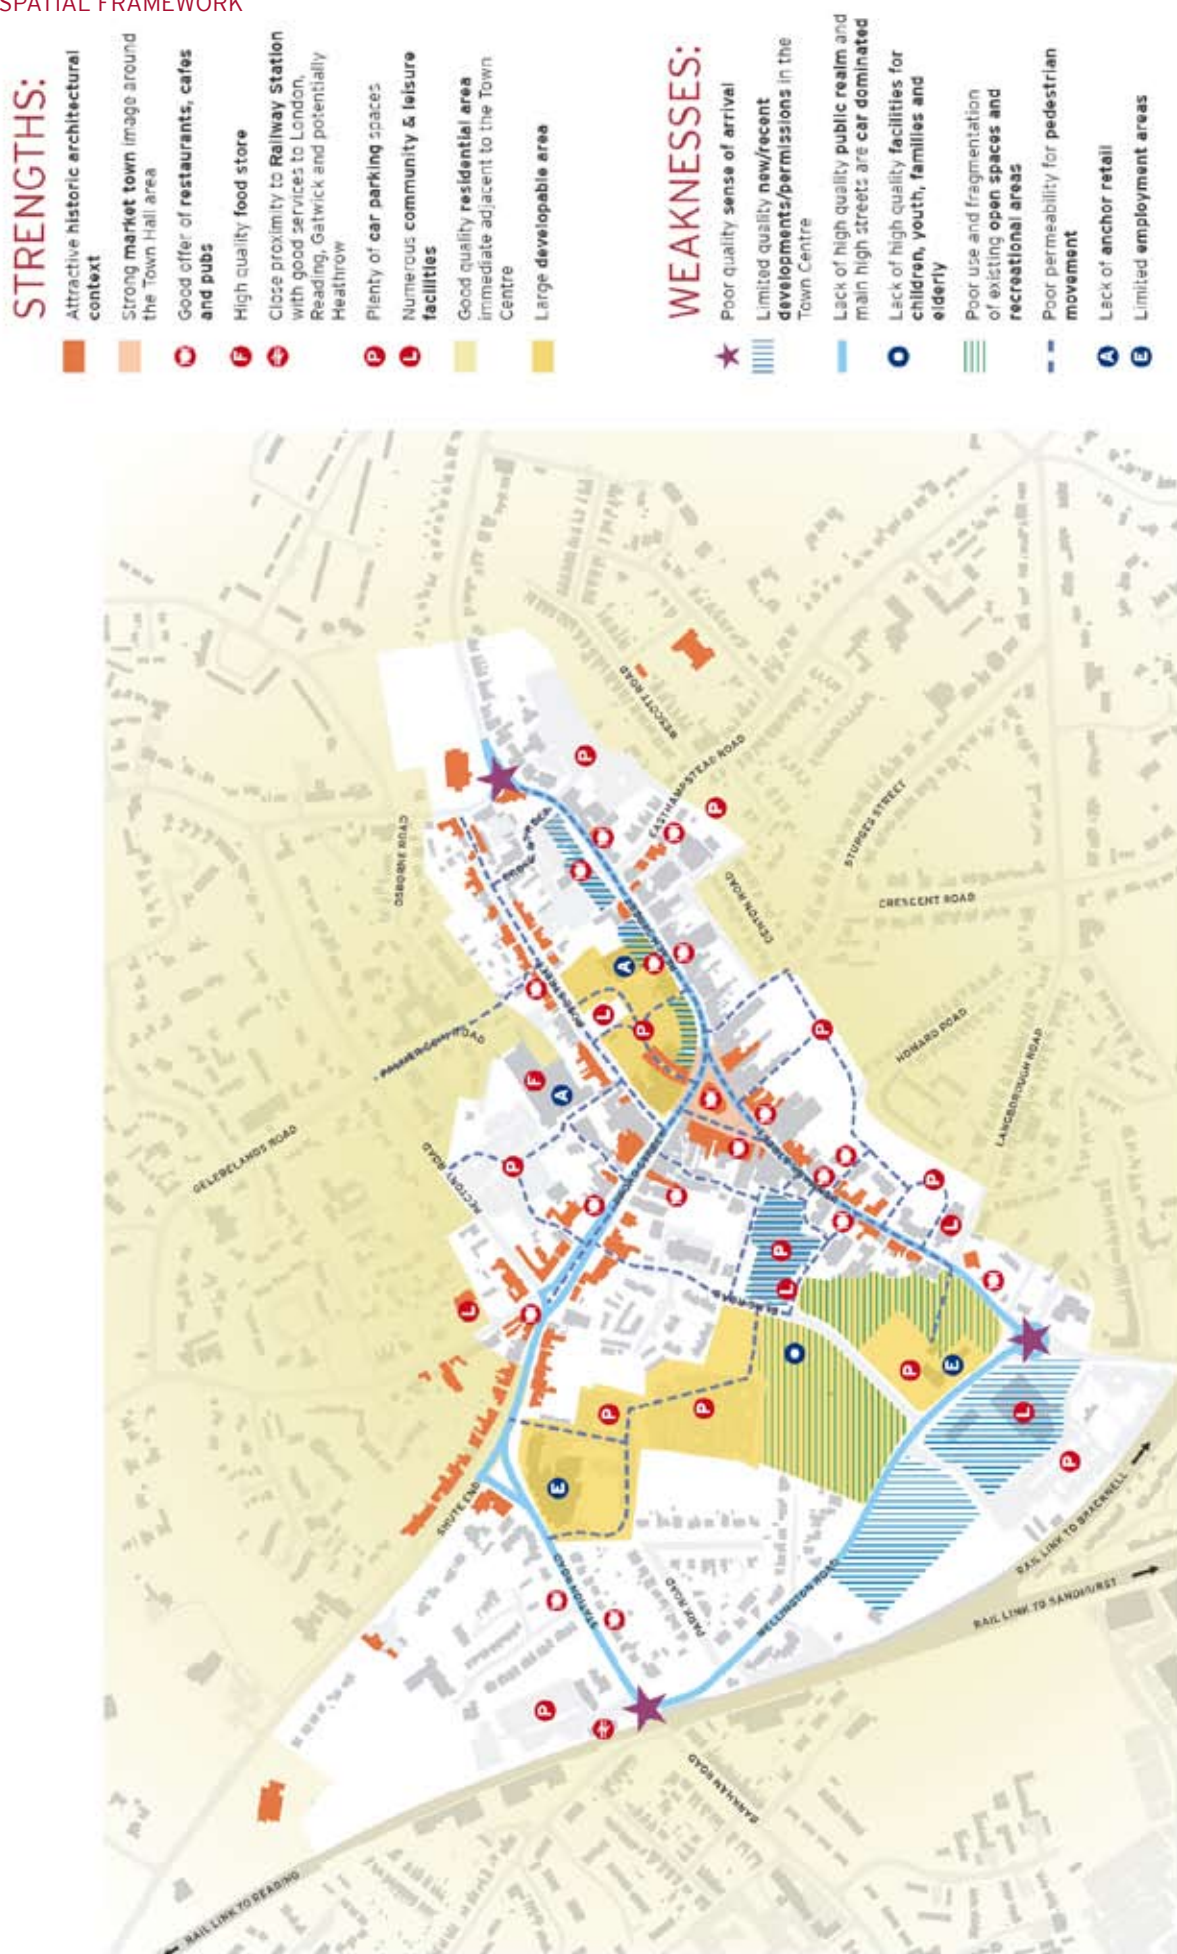 SPATIAL FRAMEWORK
STRENGTHS:
Attractive historic architectural
context
Strong market town image around
the Town Hall area
Good offer of restaurants, cafes
and pubs
F
High quality food store
Close proximity to Railway Station
with good services to London,
Reading, Gatwick and potentially
Heathrow
P
Plenty of car parking spaces
L
Numerous community & leisure
facilities
Good quality residential area
immediate adjacent to the Town
Centre
Large developable area
WEAKNESSES:
Poor quality sense of arrival
Limited quality new/recent
developments/permissions in the
Town Centre
Lack of high quality public realm and
main high streets are car dominated
O
Lack of high quality facilities for
children, youth, families and
elderly
Poor use and fragmentation
of existing open spaces and
recreational areas
Poor permeability for pedestrian
movement
A
Lack of anchor retail
E
Limited employment areas
OSBORNE ROAD
WESCOTT ROAD
EASTHAMPSTEAD ROAD
STURGES STREET
DENTON ROAD
CRESCENT ROAD
HOWARD ROAD
LANGBOROUGH ROAD
GLEBELANDS ROAD
RECTORY ROAD
SHUTE END
STATION ROAD
PARK ROAD
WELLINGTON ROAD
BARKHAM ROAD
RAIL LINK TO BRACKNELL
RAIL LINK TO SANDHURST
RAIL LINK TO READING
P
P
A
L
P
F
A
P
P
P
L
L
P
L
O
P
E
P
P
E
L
P
P